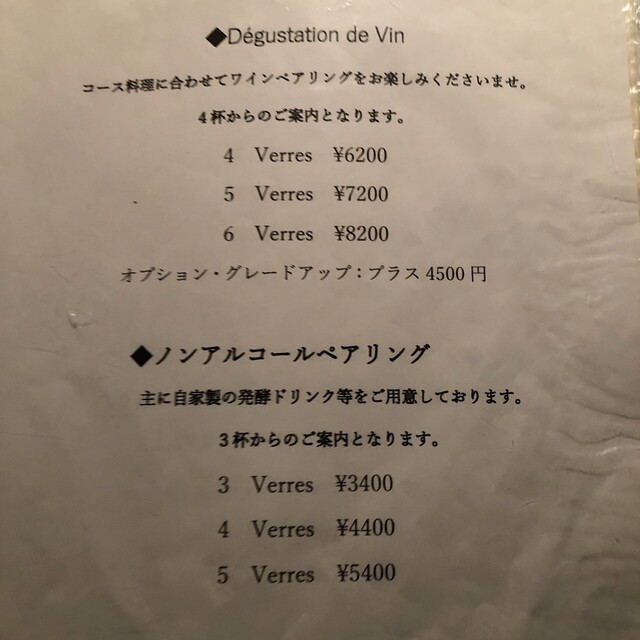 ◆Dégustation de Vin
コース料理に合わせてワインペアリングをお楽しみくださいませ。
4杯からのご案内となります。
4 Verres ¥6200
5 Verres ¥7200
6 Verres ¥8200
オプション・グレードアップ：プラス 4500 円
◆ノンアルコールペアリング
主に自家製の発酵ドリンク等をご用意しております。
3杯からのご案内となります。
3 Verres ¥3400
4 Verres ¥4400
5 Verres ¥5400